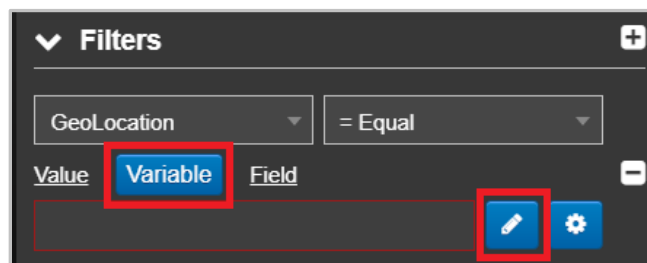 Filters
GeoLocation = Equal
Value Variable Field